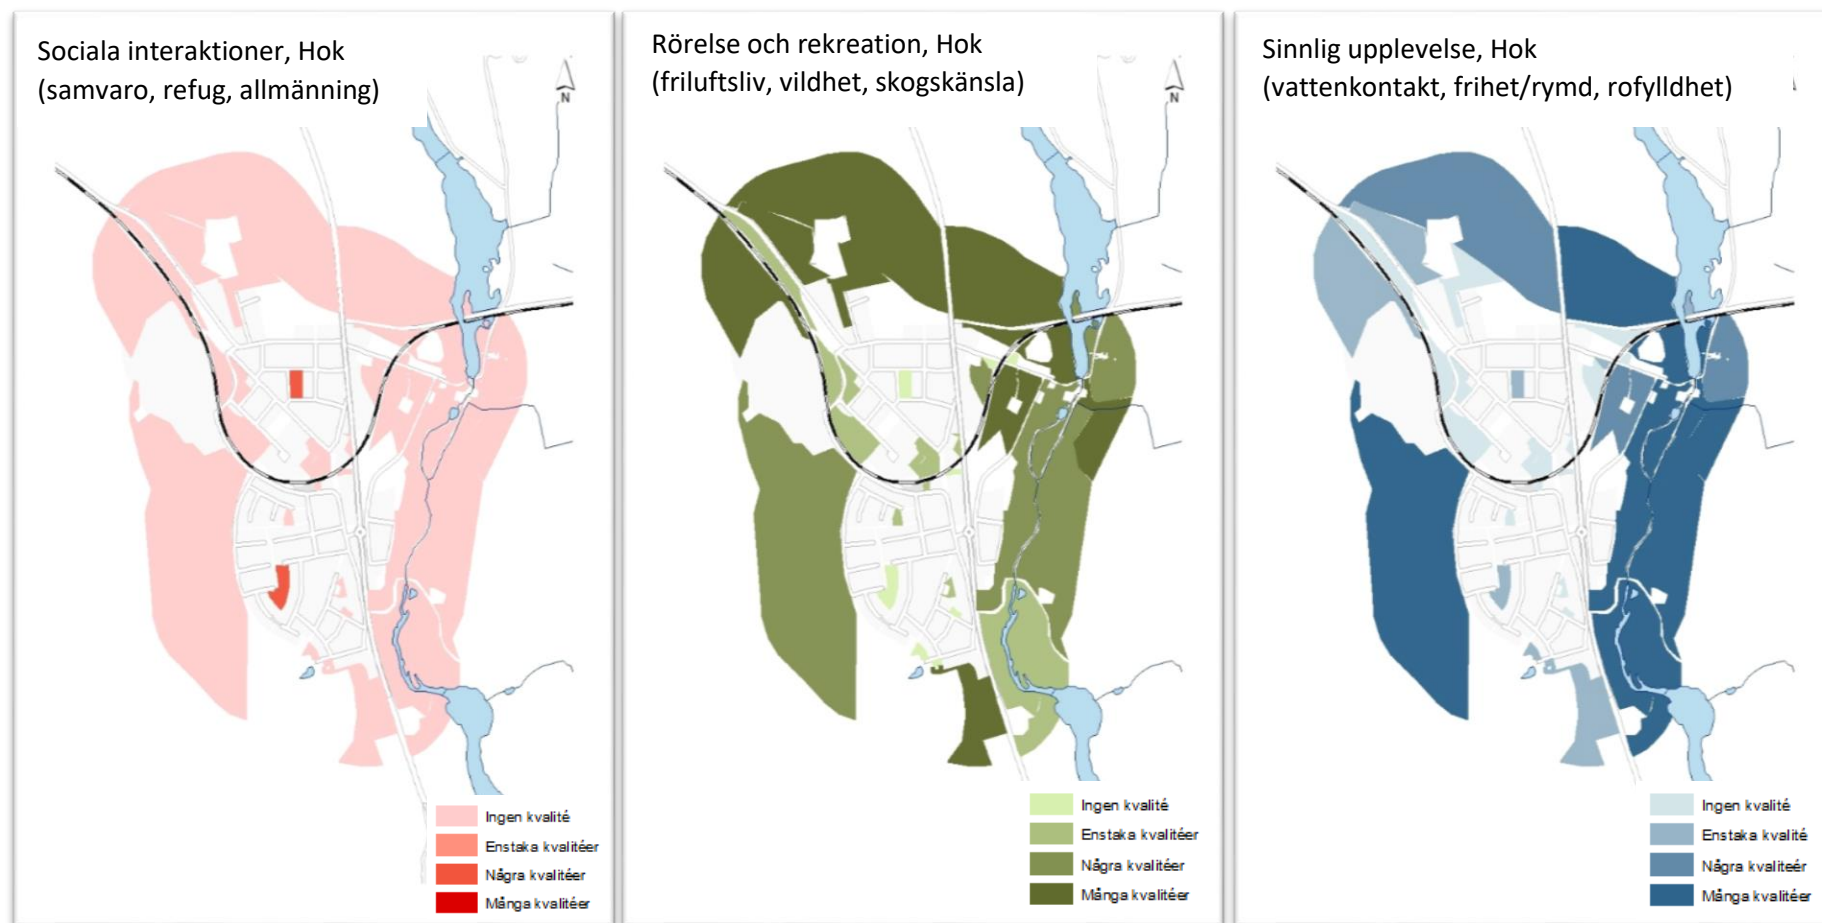 Sociala interaktioner, Hok
(samvaro, refug, allmänning)
N
Ingen kvalité
Enstaka kvalitéer
Några kvalitéer
Många kvalitéer
Rörelse och rekreation, Hok
(friluftsliv, vildhet, skogskänsla)
N
Ingen kvalité
Enstaka kvalitéer
Några kvalitéer
Många kvalitéer
Sinnlig upplevelse, Hok
(vattenkontakt, frihet/rymd, rofylldhet)
Ingen kvalité
Enstaka kvalité
Några kvaliteér
Många kvalitéer